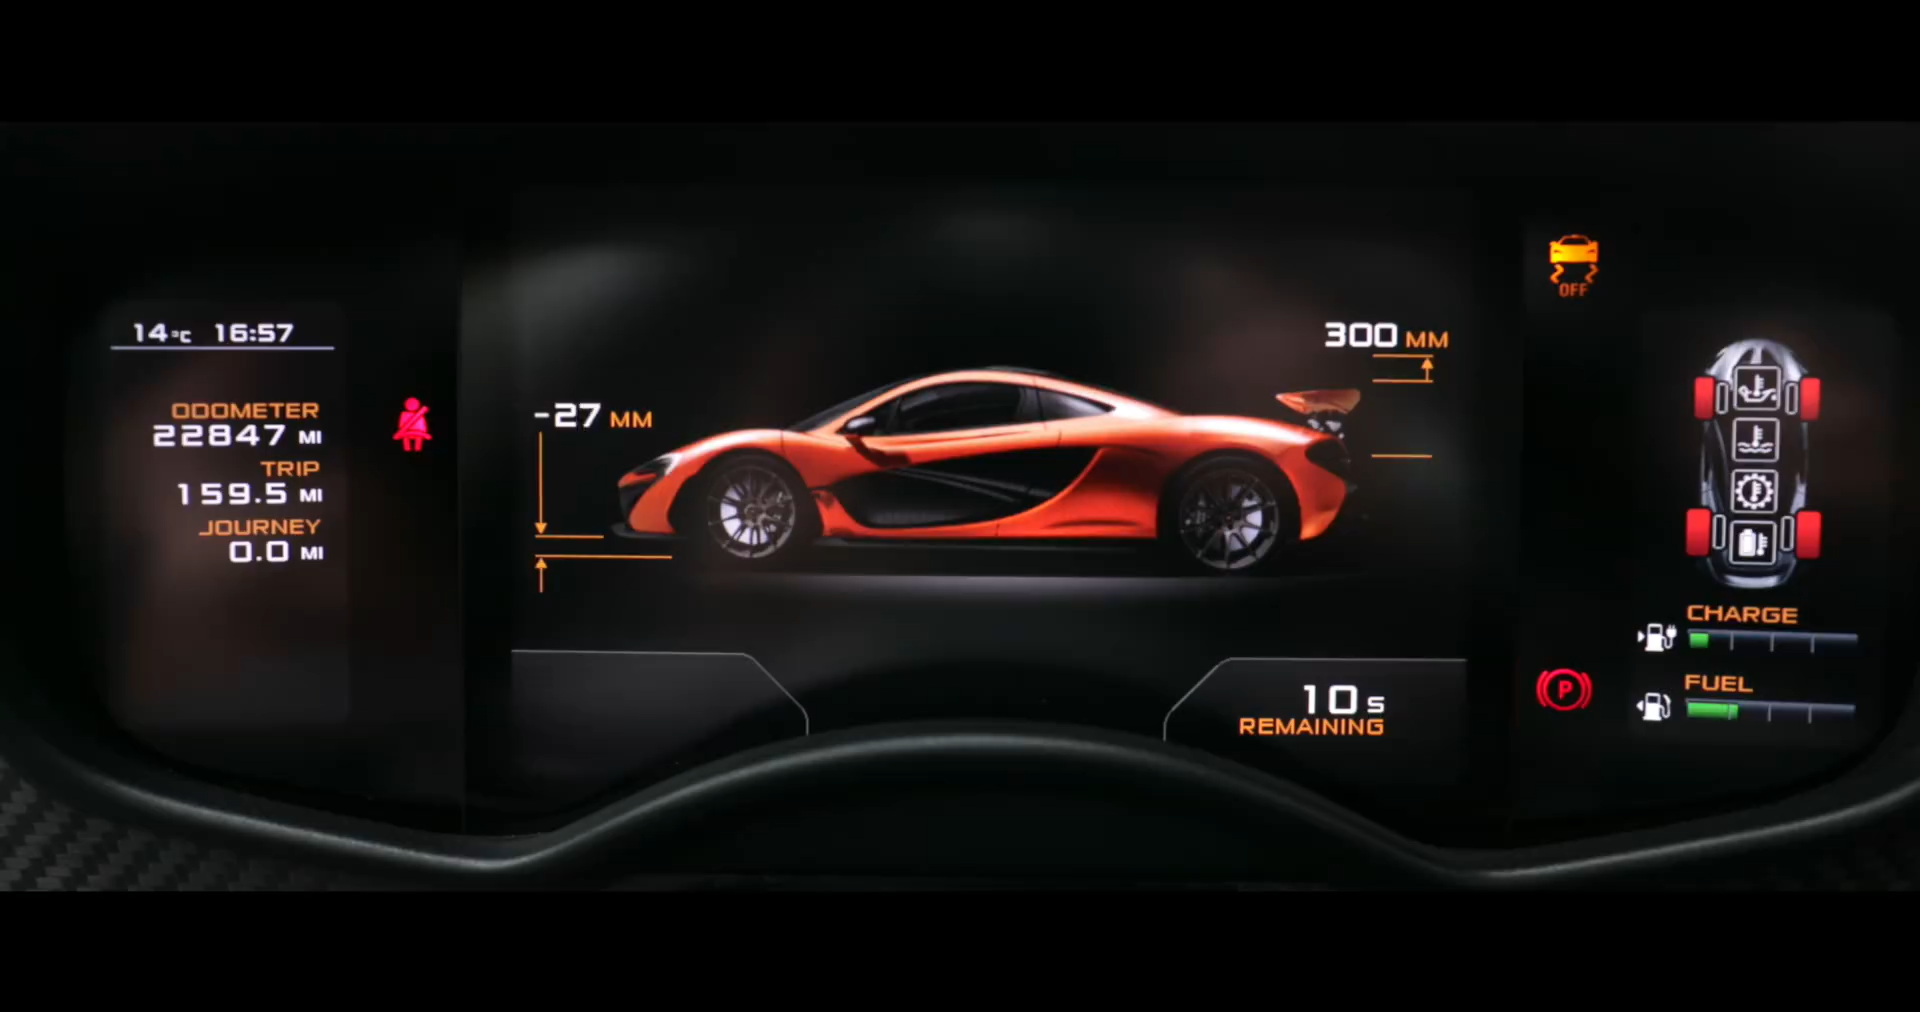 14°C 16:57
ODOMETER
22847 MI
TRIP
159.5 MI
JOURNEY
0.0 MI
-27 MM
300 MM
10 s
REMAINING
OFF
CHARGE
P
FUEL